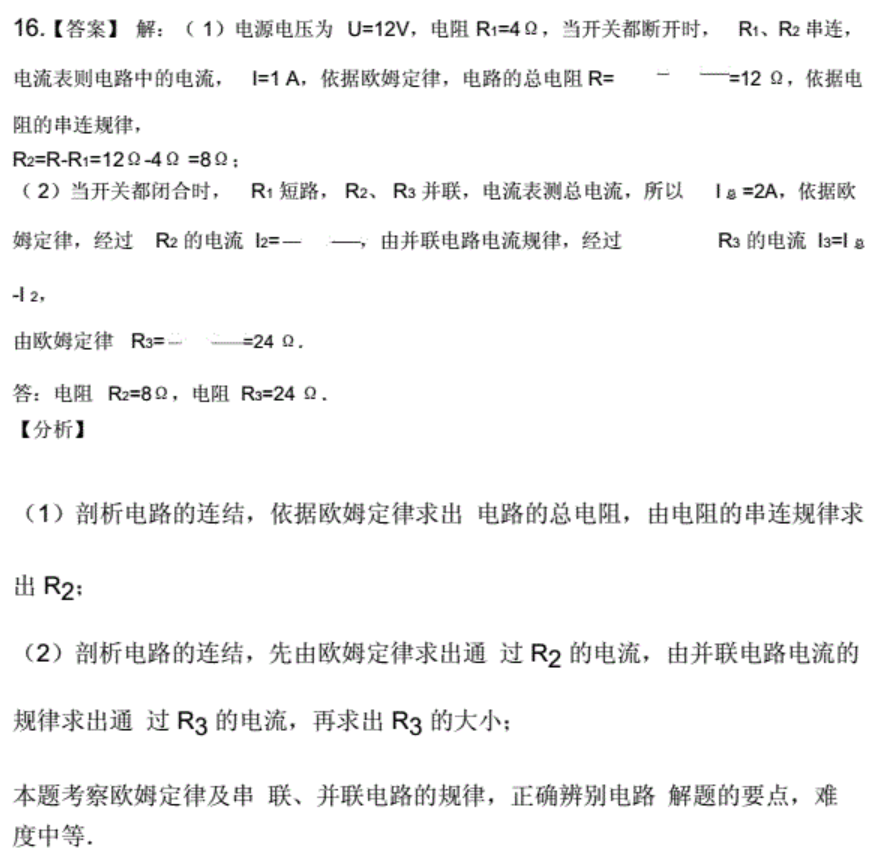 16.【答案】 解：（ 1）电源电压为 U=12V，电阻 R1=4Ω，当开关都断开时， R1、R2 串连，
电流表则电路中的电流， I=1 A，依据欧姆定律，电路的总电阻 R= =12 Ω，依据电
阻的串连规律，
R2=R-R1=12Ω-4Ω =8Ω；
（ 2）当开关都闭合时， R1 短路， R2、 R3 并联，电流表测总电流，所以 I总 =2A，依据欧
姆定律，经过 R2 的电流 I2= ，由并联电路电流规律，经过 R3 的电流 I3=I总
-I 2，
由欧姆定律 R3= =24 Ω．
答：电阻 R2=8Ω，电阻 R3=24 Ω．
【分析】
（1）剖析电路的连结，依据欧姆定律求出 电路的总电阻，由电阻的串连规律求
出 R2；
（2）剖析电路的连结，先由欧姆定律求出通 过 R2 的电流，由并联电路电流的
规律求出通 过 R3 的电流，再求出 R3 的大小；
本题考察欧姆定律及串 联、并联电路的规律，正确辨别电路 解题的要点，难
度中等．